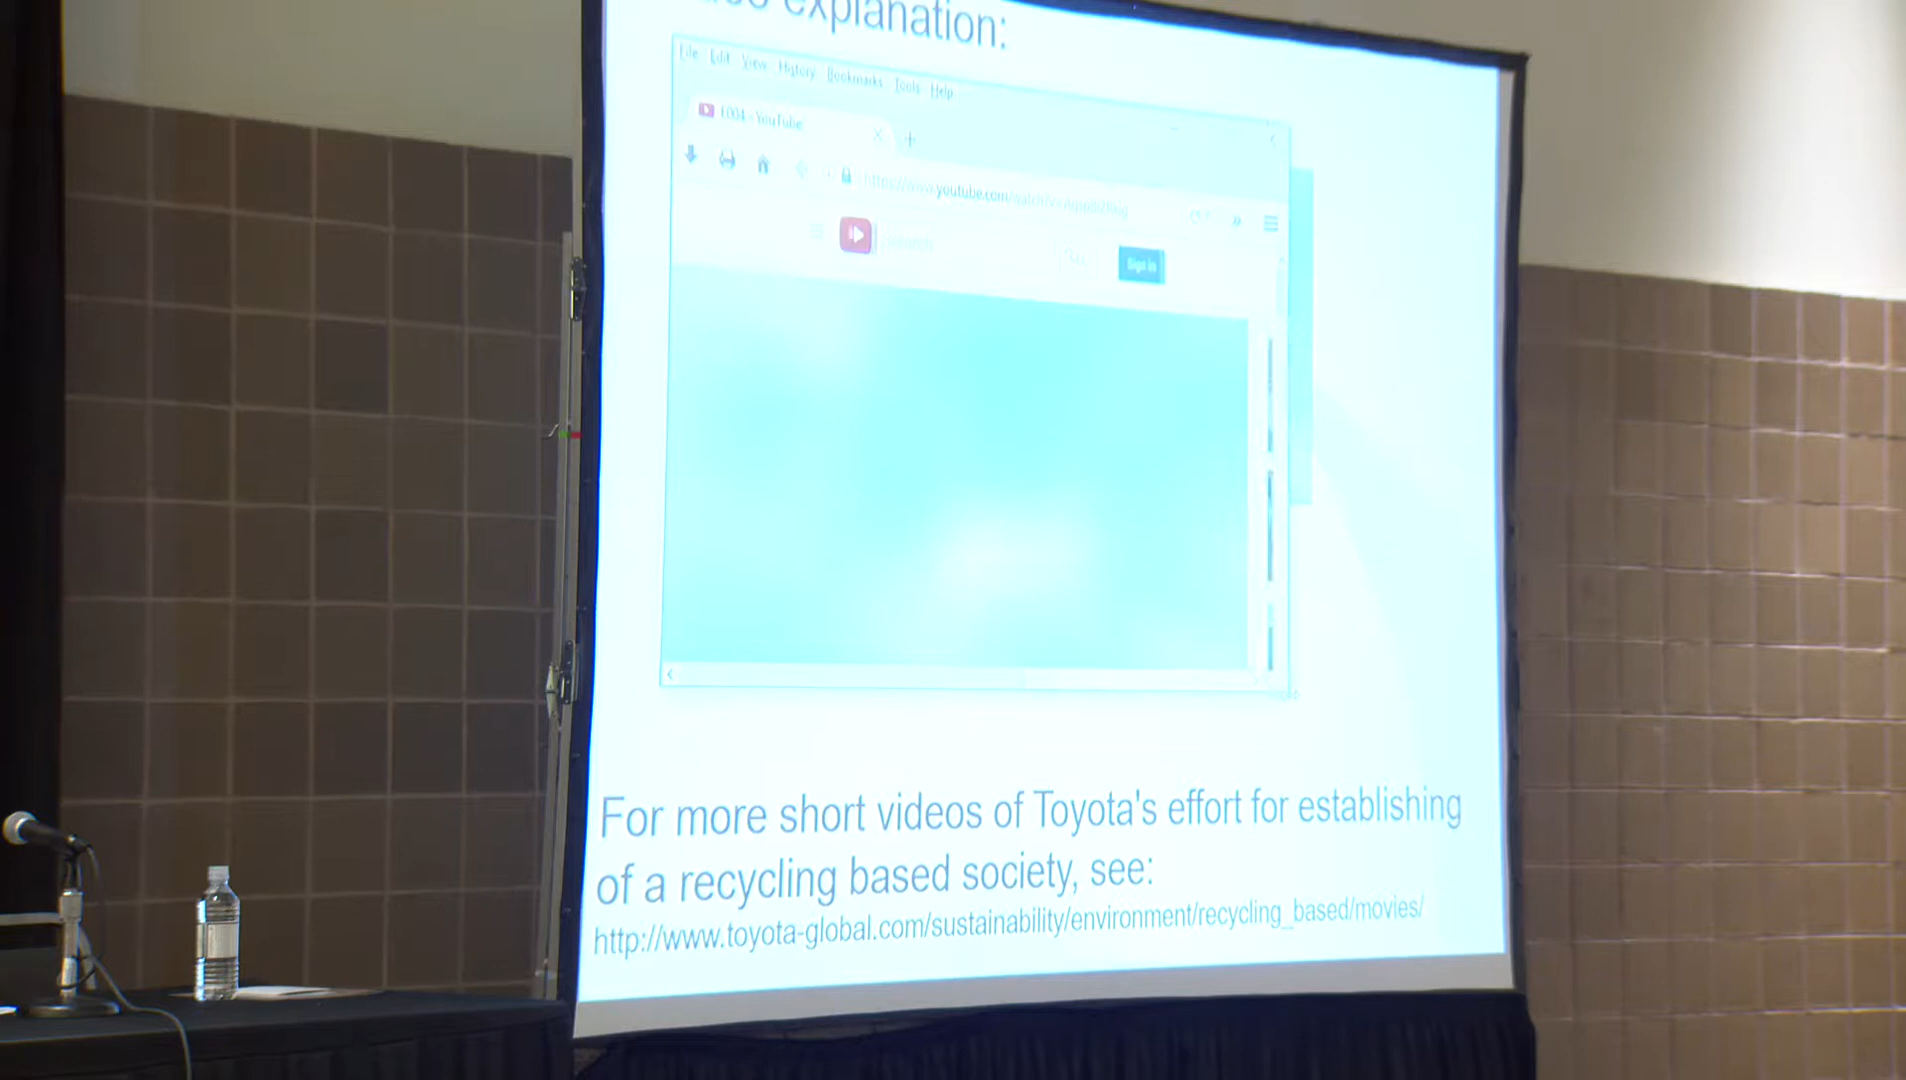 explanation:
File Edit View History Bookmarks Tools Help
YouTube
youtube.com/
Search
Sign in
For more short videos of Toyota's effort for establishing
of a recycling based society, see:
http://www.toyota-global.com/sustainability/environment/recycling_based/movies/